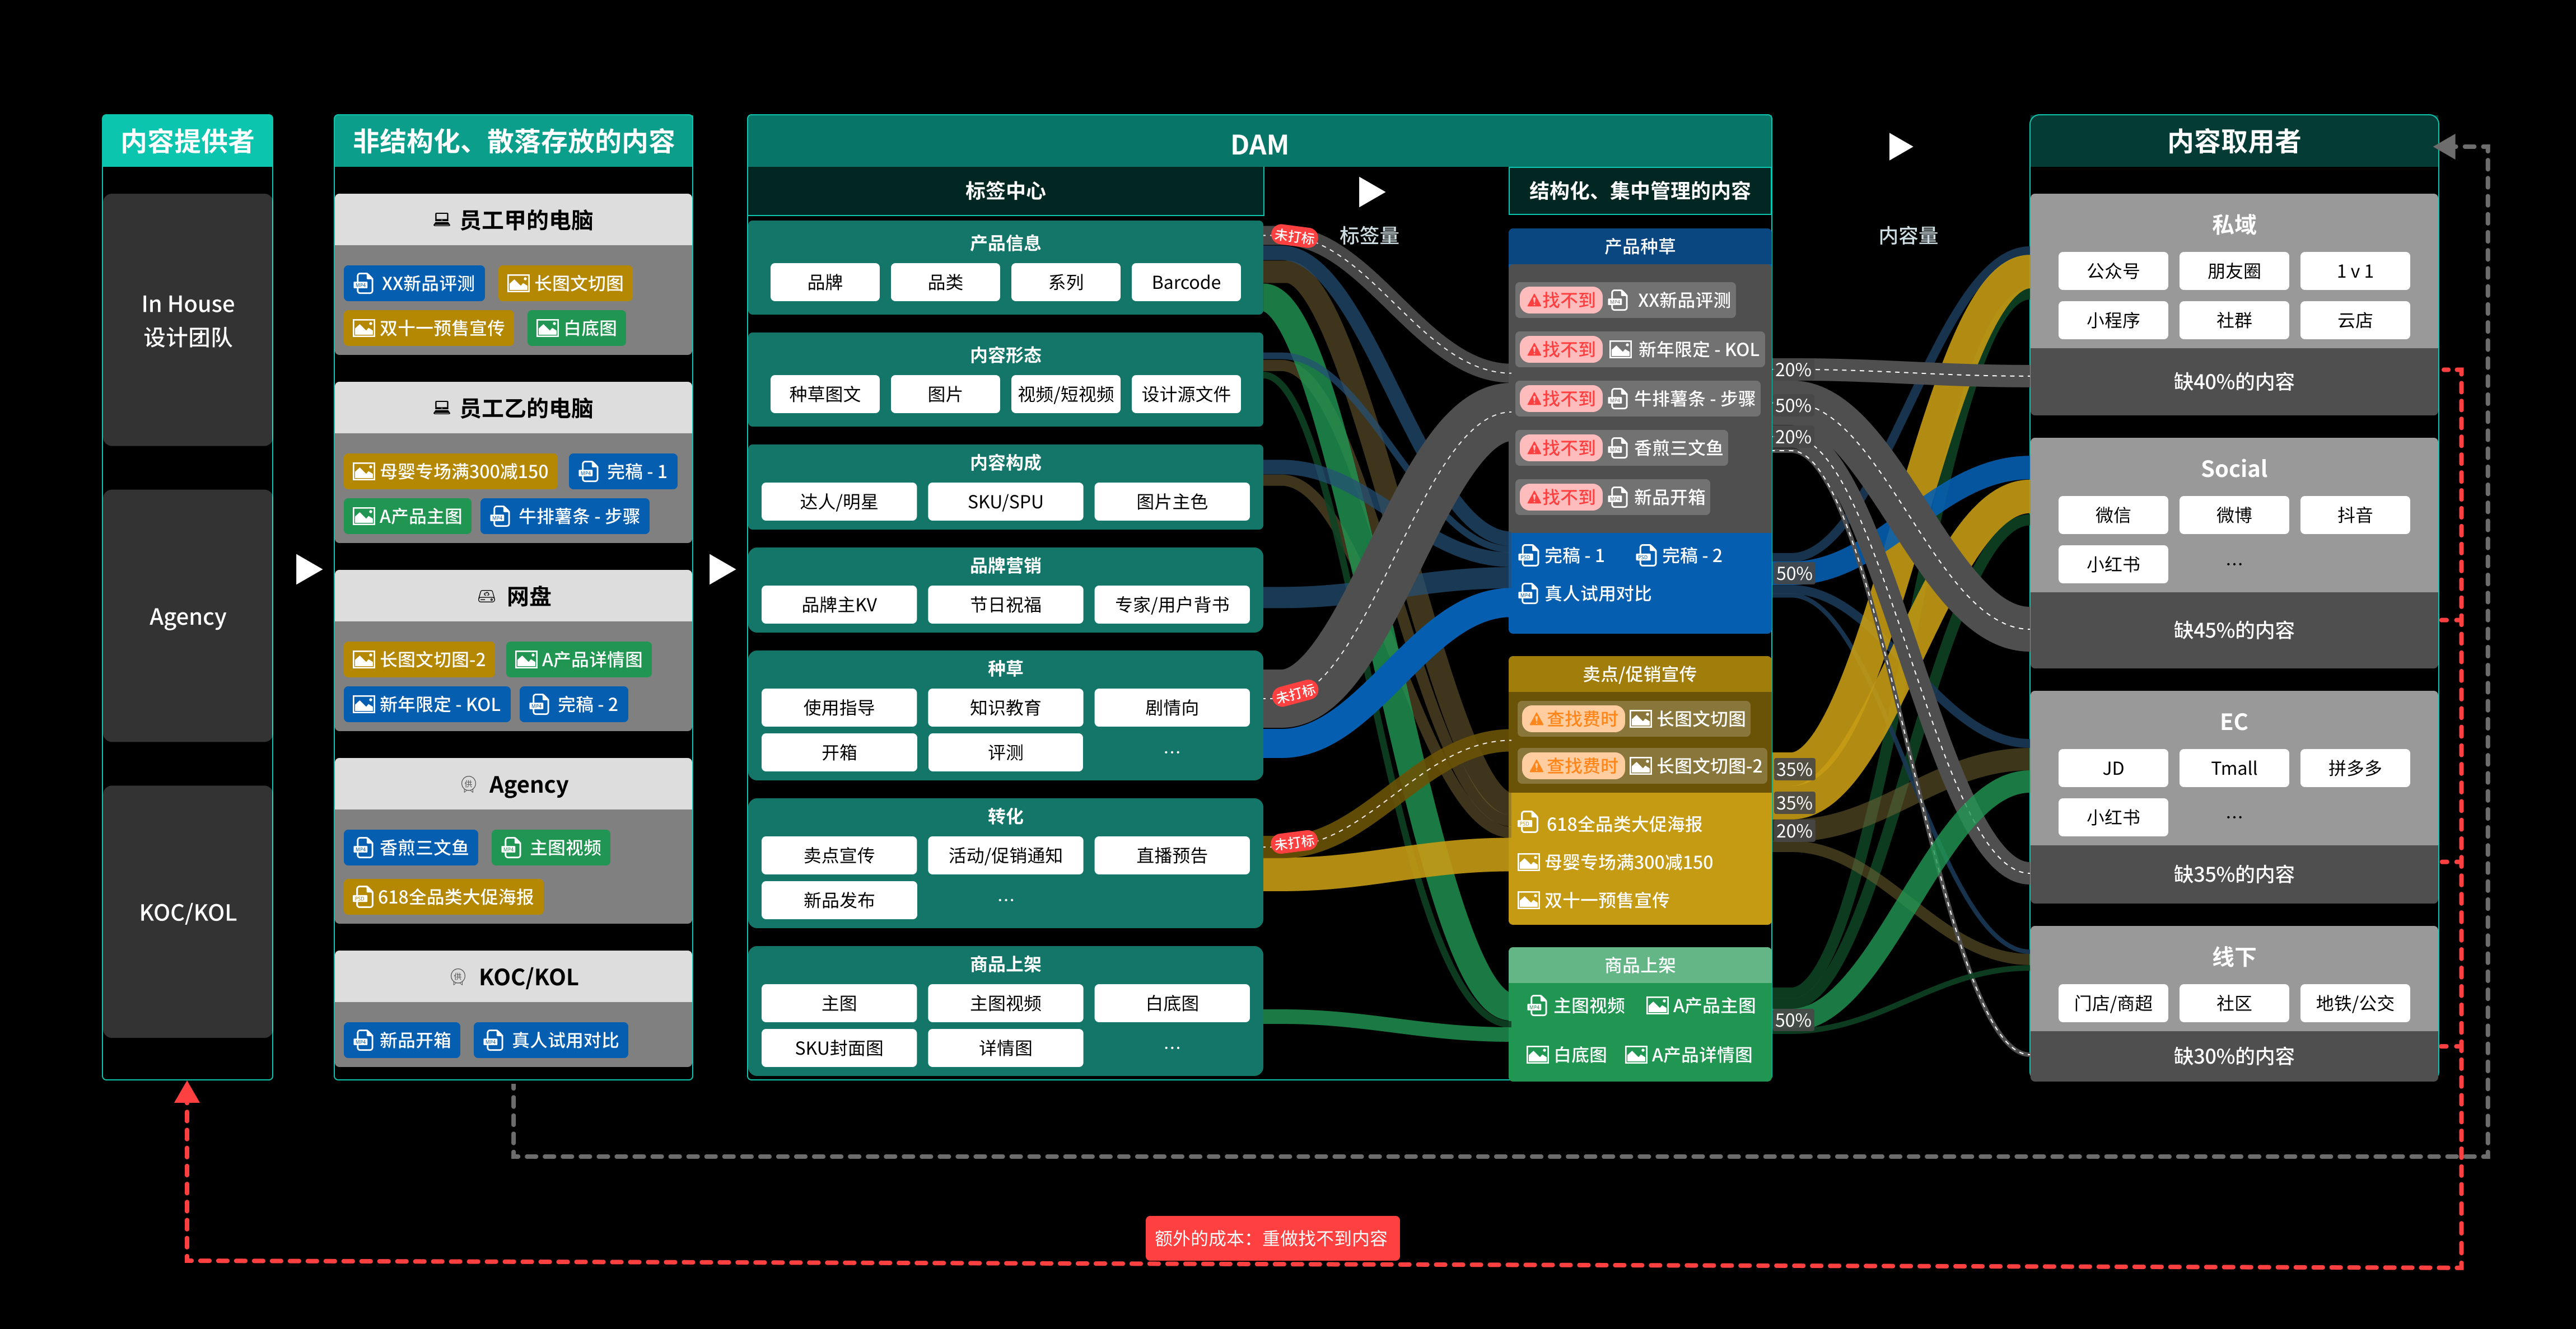 内容提供者
In House
设计团队
Agency
KOC/KOL
非结构化、散落存放的内容
员工甲的电脑
XX新品评测
长图文切图
双十一预售宣传
白底图
员工乙的电脑
母婴专场满300减150
完稿 - 1
A产品主图
牛排薯条 - 步骤
网盘
长图文切图-2
A产品详情图
新年限定 - KOL
完稿 - 2
Agency
香煎三文鱼
主图视频
618全品类大促海报
KOC/KOL
新品开箱
真人试用对比
DAM
标签中心
产品信息
品牌
品类
系列
Barcode
内容形态
种草图文
图片
视频/短视频
设计源文件
内容构成
达人/明星
SKU/SPU
图片主色
品牌营销
品牌主KV
节日祝福
专家/用户背书
种草
使用指导
知识教育
剧情向
开箱
评测
...
转化
卖点宣传
活动/促销通知
直播预告
新品发布
...
商品上架
主图
主图视频
白底图
SKU封面图
详情图
...
未打标
未打标
未打标
标签量
结构化、集中管理的内容
产品种草
找不到 XX新品评测
找不到 新年限定 - KOL
找不到 牛排薯条 - 步骤
找不到 香煎三文鱼
找不到 新品开箱
完稿 - 1
完稿 - 2
真人试用对比
卖点/促销宣传
查找费时 长图文切图
查找费时 长图文切图-2
618全品类大促海报
母婴专场满300减150
双十一预售宣传
商品上架
主图视频
A产品主图
白底图
A产品详情图
内容量
20%
50%
20%
50%
35%
35%
20%
50%
内容取用者
私域
公众号
朋友圈
1 v 1
小程序
社群
云店
缺40%的内容
Social
微信
微博
抖音
小红书
...
缺45%的内容
EC
JD
Tmall
拼多多
小红书
...
缺35%的内容
线下
门店/商超
社区
地铁/公交
缺30%的内容
额外的成本：重做找不到内容